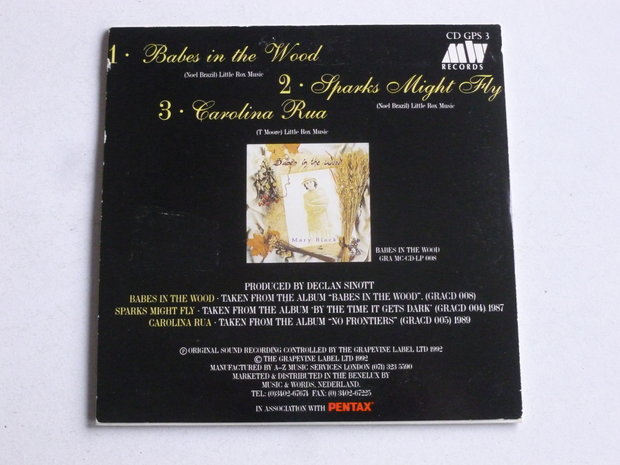 CD GPS 3
MW
RECORDS
1 · Babes in the Wood
(Noel Brazil) Little Rox Music
2 · Sparks Might Fly
(Noel Brazil) Little Rox Music
3 · Carolina Rua
(T Moore) Little Rox Music
Babes in the Wood
Mary Black
BABES IN THE WOOD
GRA MC-CD-LP 008
PRODUCED BY DECLAN SINOTT
BABES IN THE WOOD - TAKEN FROM THE ALBUM "BABES IN THE WOOD". (GRACD 008)
SPARKS MIGHT FLY - TAKEN FROM THE ALBUM 'BY THE TIME IT GETS DARK' (GRACD 004) 1987
CAROLINA RUA - TAKEN FROM THE ALBUM "NO FRONTIERS" (GRACD 005) 1989
℗ ORIGINAL SOUND RECORDING CONTROLLED BY THE GRAPEVINE LABEL LTD 1992
© THE GRAPEVINE LABEL LTD 1992
MANUFACTURED BY A-Z MUSIC SERVICES LONDON (071) 323 5590
MARKETED & DISTRIBUTED IN THE BENELUX BY
MUSIC & WORDS, NEDERLAND.
TEL: (0)3402-67674 FAX: (0) 3402-67225
IN ASSOCIATION WITH PENTAX